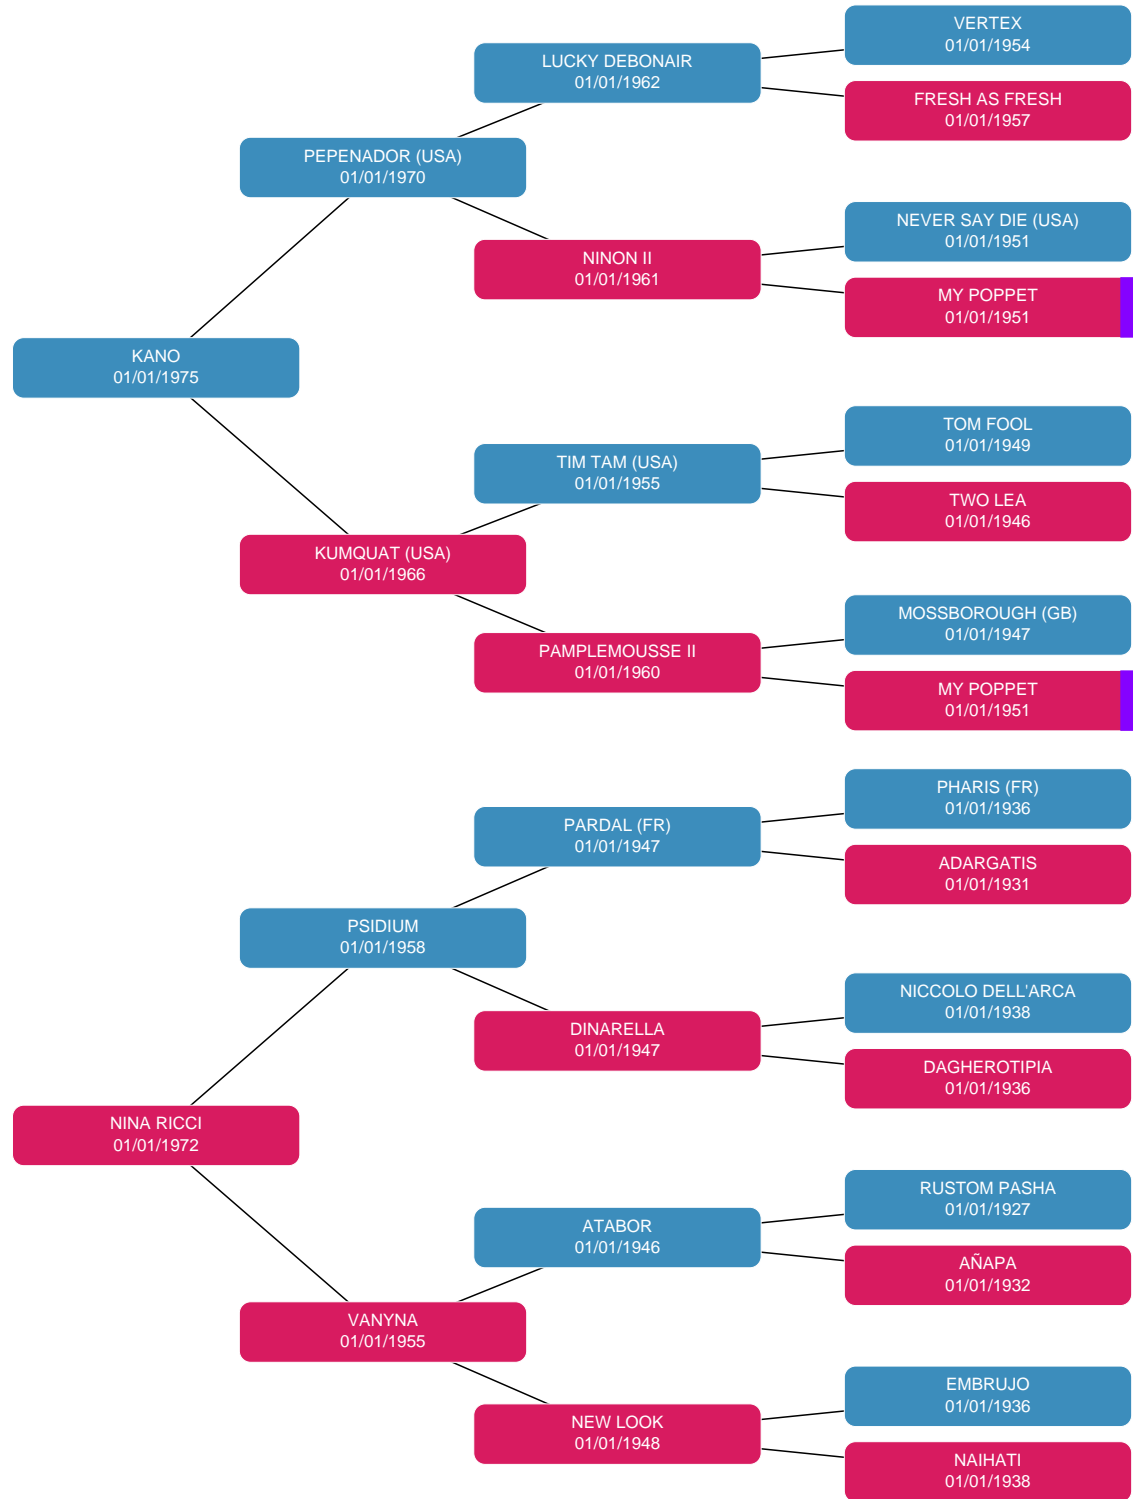 VERTEX
01/01/1954
LUCKY DEBONAIR
01/01/1962
FRESH AS FRESH
01/01/1957
PEPENADOR (USA)
01/01/1970
NEVER SAY DIE (USA)
01/01/1951
NINON II
01/01/1961
MY POPPET
01/01/1951
KANO
01/01/1975
TOM FOOL
01/01/1949
TIM TAM (USA)
01/01/1955
TWO LEA
01/01/1946
KUMQUAT (USA)
01/01/1966
MOSSBOROUGH (GB)
01/01/1947
PAMPLEMOUSSE II
01/01/1960
MY POPPET
01/01/1951
PHARIS (FR)
01/01/1936
PARDAL (FR)
01/01/1947
ADARGATIS
01/01/1931
PSIDIUM
01/01/1958
NICCOLO DELL'ARCA
01/01/1938
DINARELLA
01/01/1947
DAGHEROTIPIA
01/01/1936
NINA RICCI
01/01/1972
RUSTOM PASHA
01/01/1927
ATABOR
01/01/1946
AÑAPA
01/01/1932
VANYNA
01/01/1955
EMBRUJO
01/01/1936
NEW LOOK
01/01/1948
NAIHATI
01/01/1938